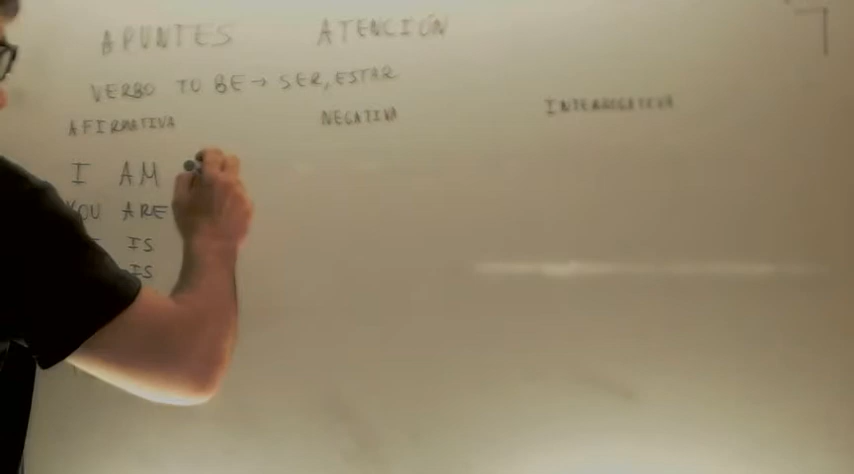 APUNTES ATENCIÓN
VERBO TO BE → SER, ESTAR
AFIRMATIVA NEGATIVA INTERROGATIVA
I AM
YOU ARE
IS
IS